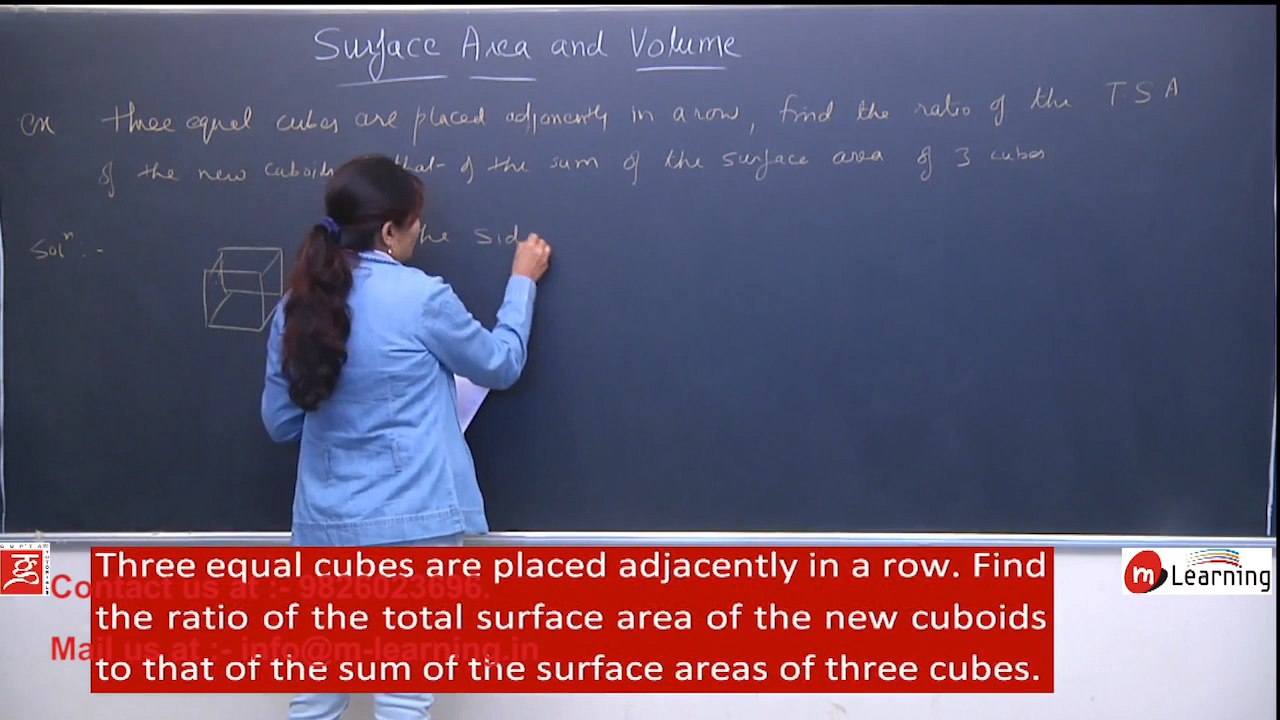 Surface Area and Volume
Ex Three equal cubes are placed adjacently in a row, find the ratio of the T.S.A
of the new cuboids that of the sum of the surface area of 3 cubes
Solⁿ :-
the sid
Three equal cubes are placed adjacently in a row. Find
the ratio of the total surface area of the new cuboids
to that of the sum of the surface areas of three cubes.
Contact us at :- 9826023696.
Mail us at :- info@m-learning.in
GUPTA
m Learning